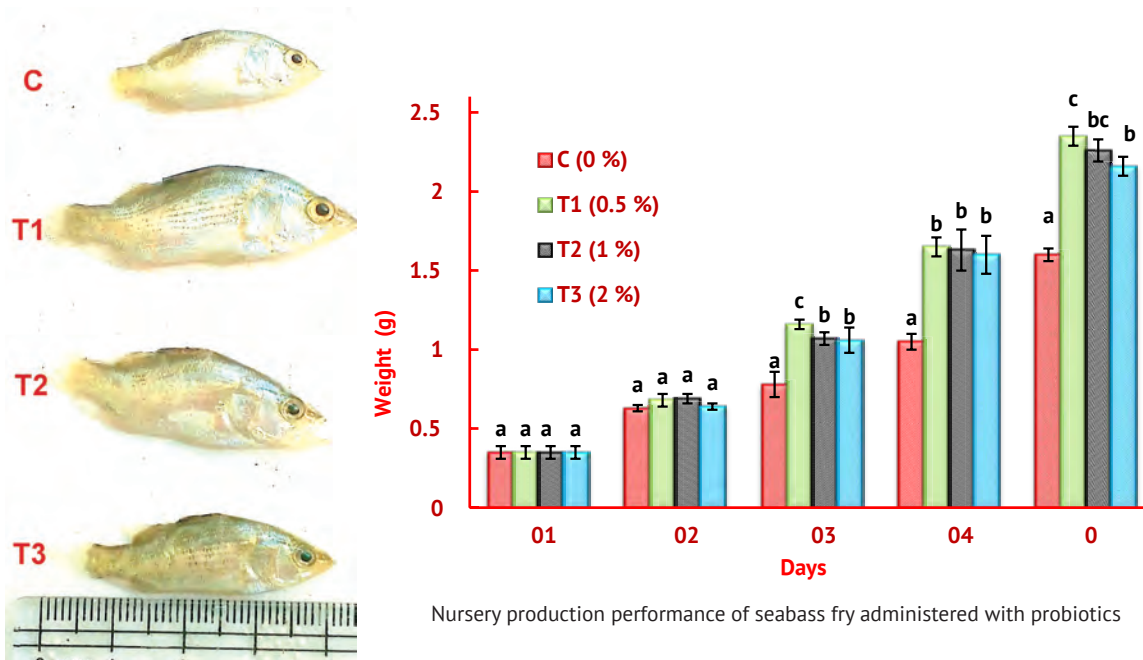 C
T1
T2
T3
2.5
2
1.5
1
0.5
0
Weight (g)
C (0 %)
T1 (0.5 %)
T2 (1 %)
T3 (2 %)
a a a a
a a a a
a c b b
a b b b
a c bc b
01 02 03 04 0
Days
Nursery production performance of seabass fry administered with probiotics